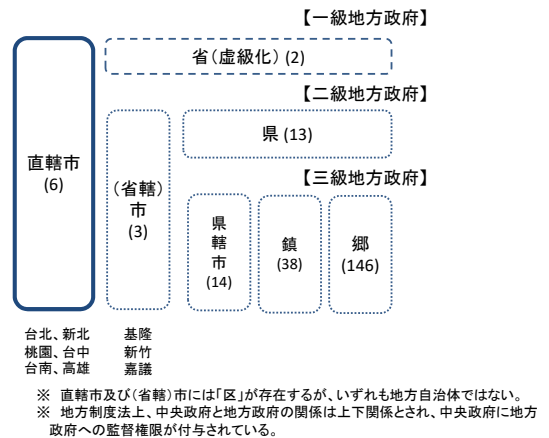 【一級地方政府】
省(虚級化) (2)
【二級地方政府】
県 (13)
【三級地方政府】
直轄市
(6)
(省轄)
市
(3)
県
轄
市
(14)
鎮
(38)
郷
(146)
台北、新北
桃園、台中
台南、高雄
基隆
新竹
嘉議
※ 直轄市及び(省轄)市には「区」が存在するが、いずれも地方自治体ではない。
※ 地方制度法上、中央政府と地方政府の関係は上下関係とされ、中央政府に地方
政府への監督権限が付与されている。